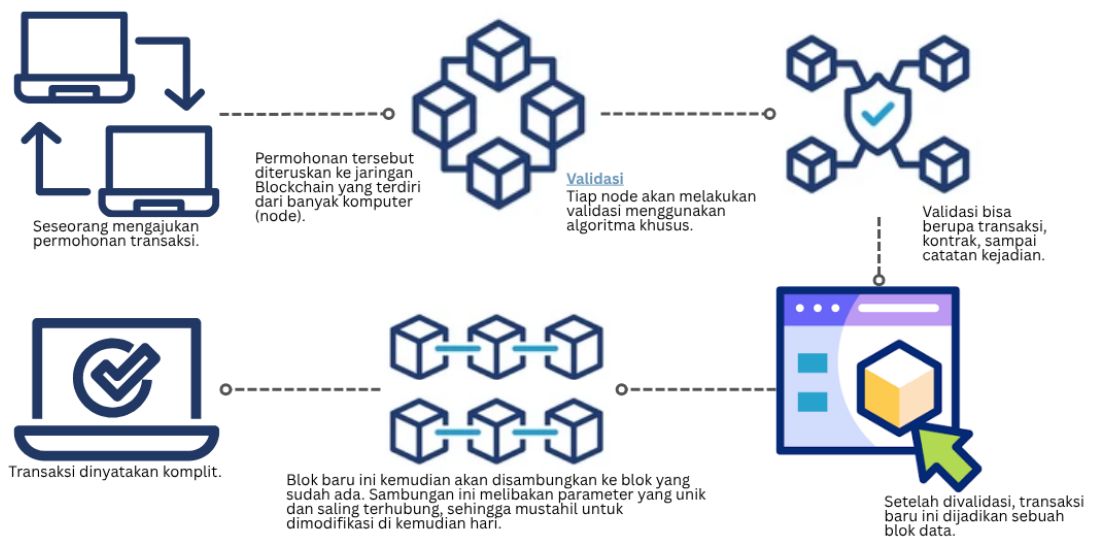 Seseorang mengajukan
permohonan transaksi.
Permohonan tersebut
diteruskan ke jaringan
Blockchain yang terdiri
dari banyak komputer
(node).
Validasi
Tiap node akan melakukan
validasi menggunakan
algoritma khusus.
Validasi bisa
berupa transaksi,
kontrak, sampai
catatan kejadian.
Setelah divalidasi, transaksi
baru ini dijadikan sebuah
blok data.
Blok baru ini kemudian akan disambungkan ke blok yang
sudah ada. Sambungan ini melibakan parameter yang unik
dan saling terhubung, sehingga mustahil untuk
dimodifikasi di kemudian hari.
Transaksi dinyatakan komplit.